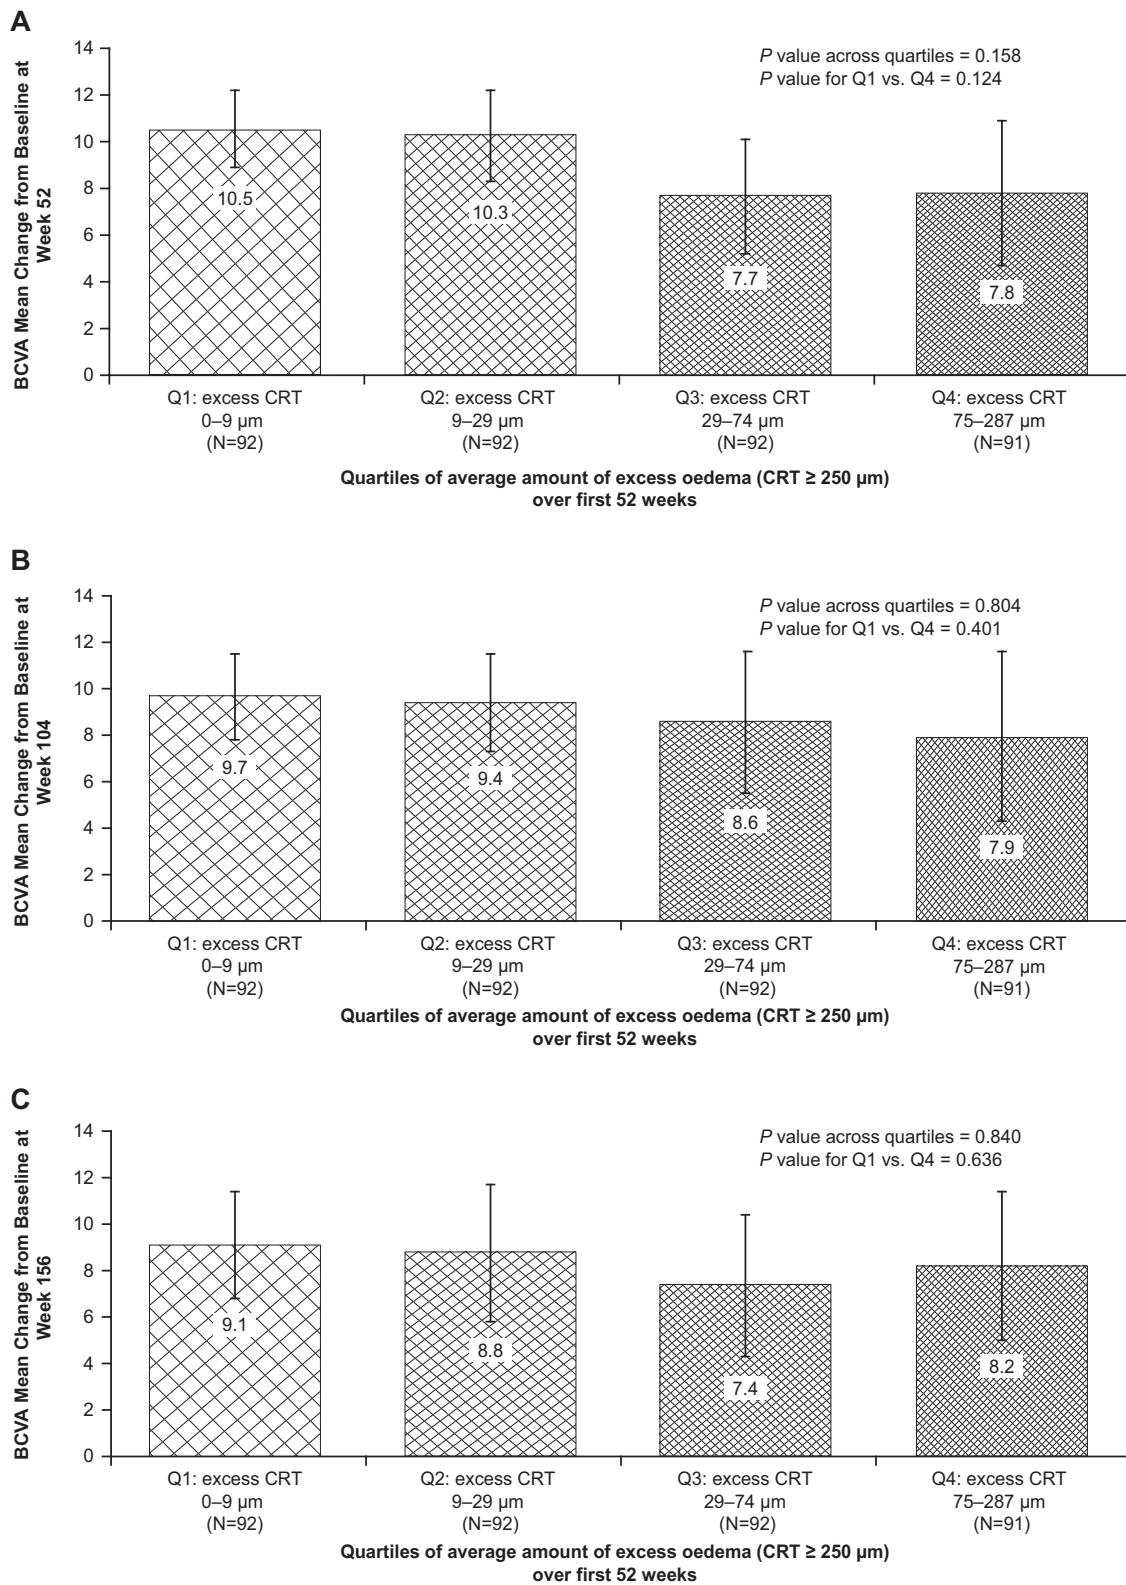 A
BCVA Mean Change from Baseline at
Week 52
14
12
10
8
6
4
2
0
P value across quartiles = 0.158
P value for Q1 vs. Q4 = 0.124
10.5
10.3
7.7
7.8
Q1: excess CRT
0–9 µm
(N=92)
Q2: excess CRT
9–29 µm
(N=92)
Q3: excess CRT
29–74 µm
(N=92)
Q4: excess CRT
75–287 µm
(N=91)
Quartiles of average amount of excess oedema (CRT ≥ 250 µm)
over first 52 weeks
B
BCVA Mean Change from Baseline at
Week 104
14
12
10
8
6
4
2
0
P value across quartiles = 0.804
P value for Q1 vs. Q4 = 0.401
9.7
9.4
8.6
7.9
Q1: excess CRT
0–9 µm
(N=92)
Q2: excess CRT
9–29 µm
(N=92)
Q3: excess CRT
29–74 µm
(N=92)
Q4: excess CRT
75–287 µm
(N=91)
Quartiles of average amount of excess oedema (CRT ≥ 250 µm)
over first 52 weeks
C
BCVA Mean Change from Baseline at
Week 156
14
12
10
8
6
4
2
0
P value across quartiles = 0.840
P value for Q1 vs. Q4 = 0.636
9.1
8.8
7.4
8.2
Q1: excess CRT
0–9 µm
(N=92)
Q2: excess CRT
9–29 µm
(N=92)
Q3: excess CRT
29–74 µm
(N=92)
Q4: excess CRT
75–287 µm
(N=91)
Quartiles of average amount of excess oedema (CRT ≥ 250 µm)
over first 52 weeks